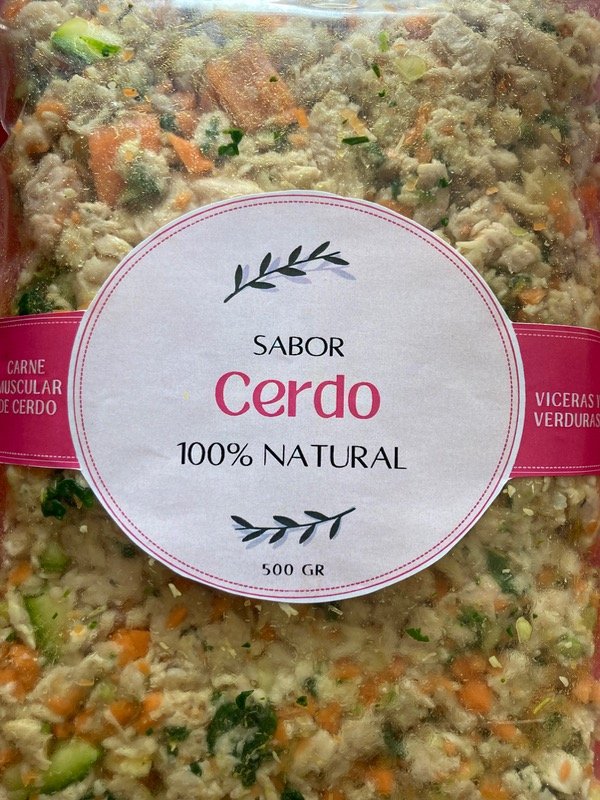 SABOR
Cerdo
100% NATURAL
500 GR
CARNE
MUSCULAR
DE CERDO
VICERAS Y
VERDURAS